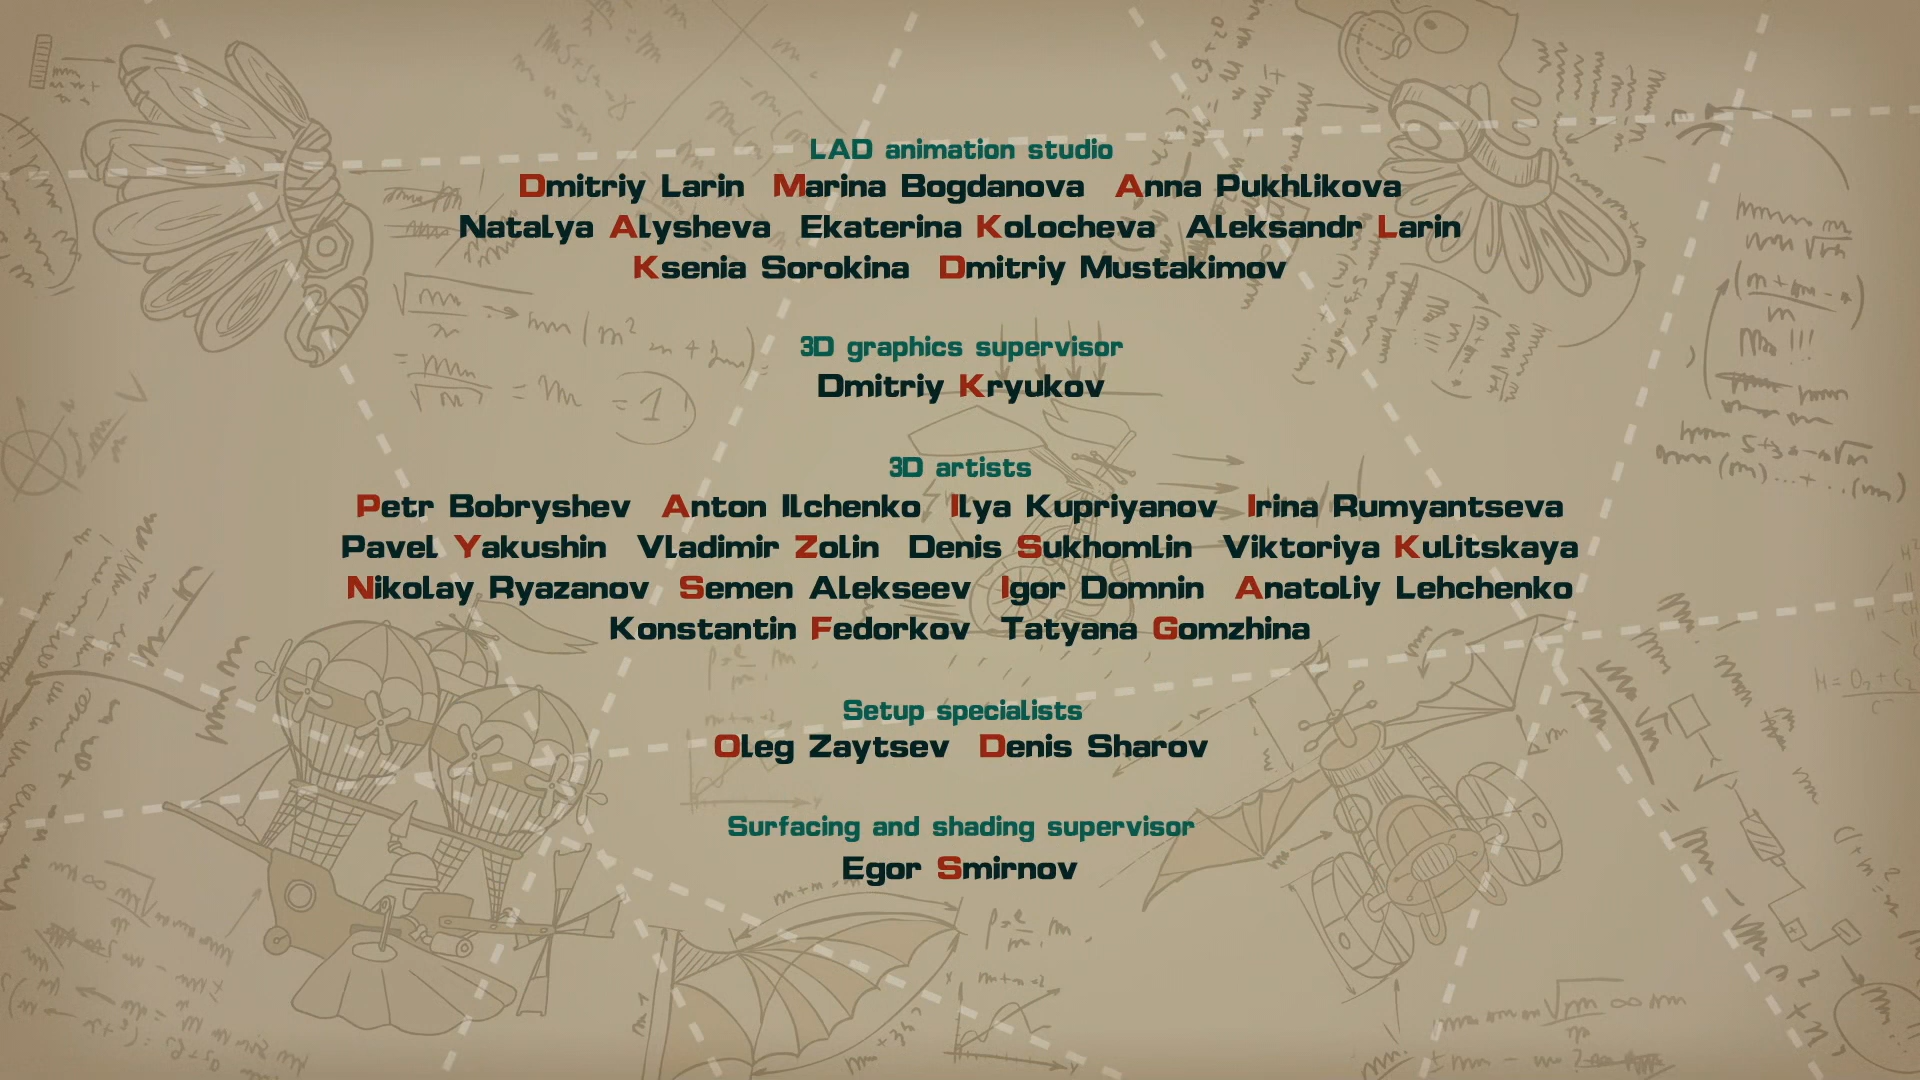 LAD animation studio
Dmitriy Larin Marina Bogdanova Anna Pukhlikova
Natalya Alysheva Ekaterina Kolocheva Aleksandr Larin
Ksenia Sorokina Dmitriy Mustakimov
3D graphics supervisor
Dmitriy Kryukov
3D artists
Petr Bobryshev Anton Ilchenko Ilya Kupriyanov Irina Rumyantseva
Pavel Yakushin Vladimir Zolin Denis Sukhomlin Viktoriya Kulitskaya
Nikolay Ryazanov Semen Alekseev Igor Domnin Anatoliy Lehchenko
Konstantin Fedorkov Tatyana Gomzhina
Setup specialists
Oleg Zaytsev Denis Sharov
Surfacing and shading supervisor
Egor Smirnov